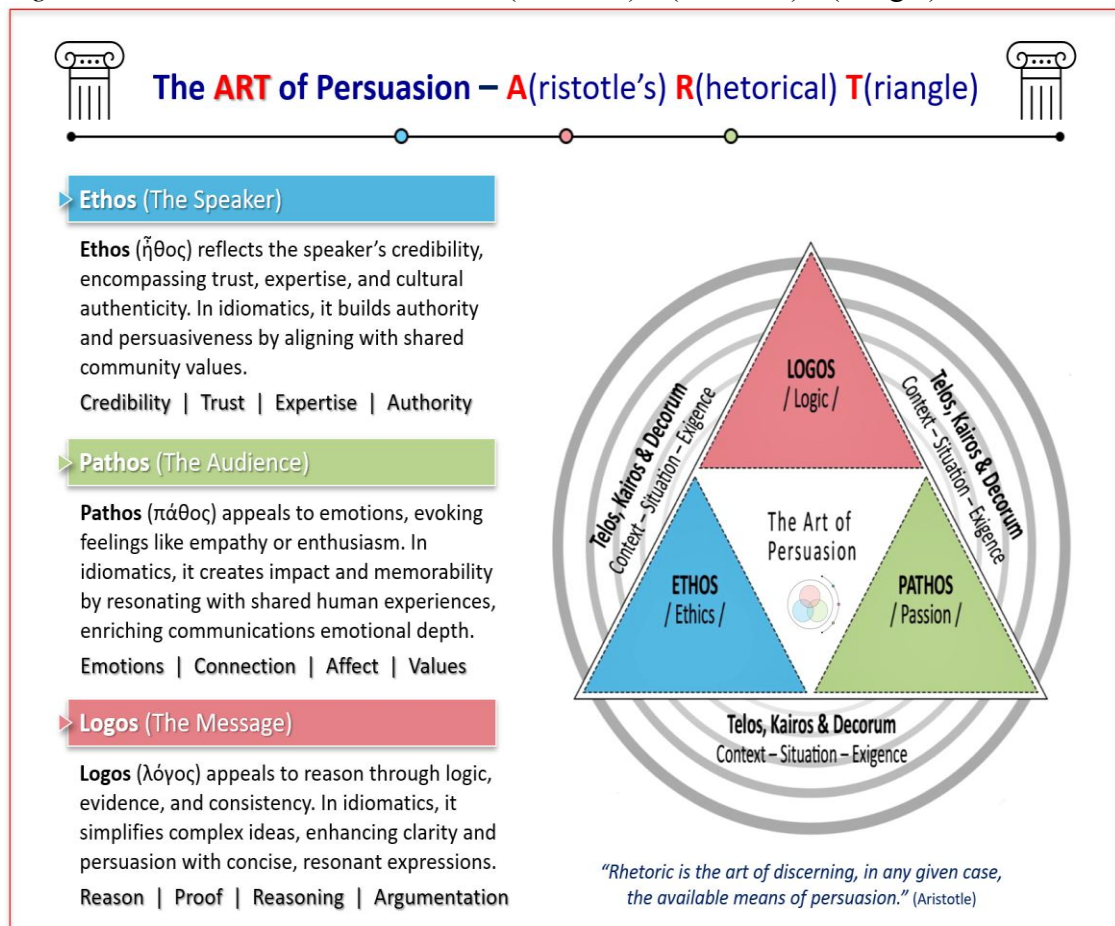 The ART of Persuasion – A(ristotle’s) R(hetorical) T(riangle)
Ethos (The Speaker)
Ethos (ἦθος) reflects the speaker’s credibility,
encompassing trust, expertise, and cultural
authenticity. In idiomatics, it builds authority
and persuasiveness by aligning with shared
community values.
Credibility | Trust | Expertise | Authority
Pathos (The Audience)
Pathos (πάθος) appeals to emotions, evoking
feelings like empathy or enthusiasm. In
idiomatics, it creates impact and memorability
by resonating with shared human experiences,
enriching communications emotional depth.
Emotions | Connection | Affect | Values
Logos (The Message)
Logos (λόγος) appeals to reason through logic,
evidence, and consistency. In idiomatics, it
simplifies complex ideas, enhancing clarity and
persuasion with concise, resonant expressions.
Reason | Proof | Reasoning | Argumentation
LOGOS
/ Logic /
Telos, Kairos & Decorum
Context – Situation – Exigence
Telos, Kairos & Decorum
Context – Situation – Exigence
The Art of
Persuasion
ETHOS
/ Ethics /
PATHOS
/ Passion /
Telos, Kairos & Decorum
Context – Situation – Exigence
“Rhetoric is the art of discerning, in any given case,
the available means of persuasion.” (Aristotle)